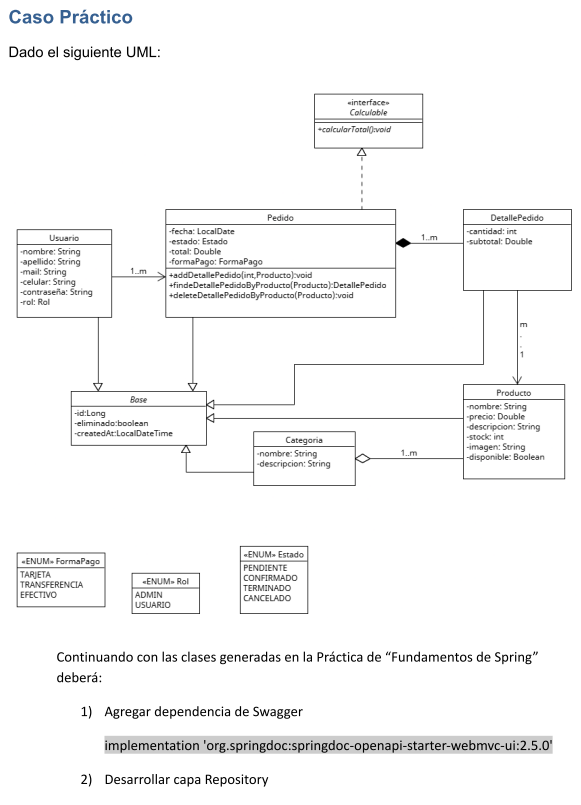 Caso Práctico
Dado el siguiente UML:
«interface»
Calculable
+calcularTotal():void
Pedido
-fecha: LocalDate
-estado: Estado
-total: Double
-formaPago: FormaPago
+addDetallePedido(int,Producto):void
+findeDetallePedidoByProducto(Producto):DetallePedido
+deleteDetallePedidoByProducto(Producto):void
1..m
DetallePedido
-cantidad: int
-subtotal: Double
Usuario
-nombre: String
-apellido: String
-mail: String
-celular: String
-contraseña: String
-rol: Rol
1..m
m
.
.
1
Base
-id:Long
-eliminado:boolean
-createdAt:LocalDateTime
Producto
-nombre: String
-precio: Double
-descripcion: String
-stock: int
-imagen: String
-disponible: Boolean
Categoria
-nombre: String
-descripcion: String
1..m
«ENUM» FormaPago
TARJETA
TRANSFERENCIA
EFECTIVO
«ENUM» Rol
ADMIN
USUARIO
«ENUM» Estado
PENDIENTE
CONFIRMADO
TERMINADO
CANCELADO
Continuando con las clases generadas en la Práctica de “Fundamentos de Spring”
deberá:
1) Agregar dependencia de Swagger
implementation 'org.springdoc:springdoc-openapi-starter-webmvc-ui:2.5.0'
2) Desarrollar capa Repository